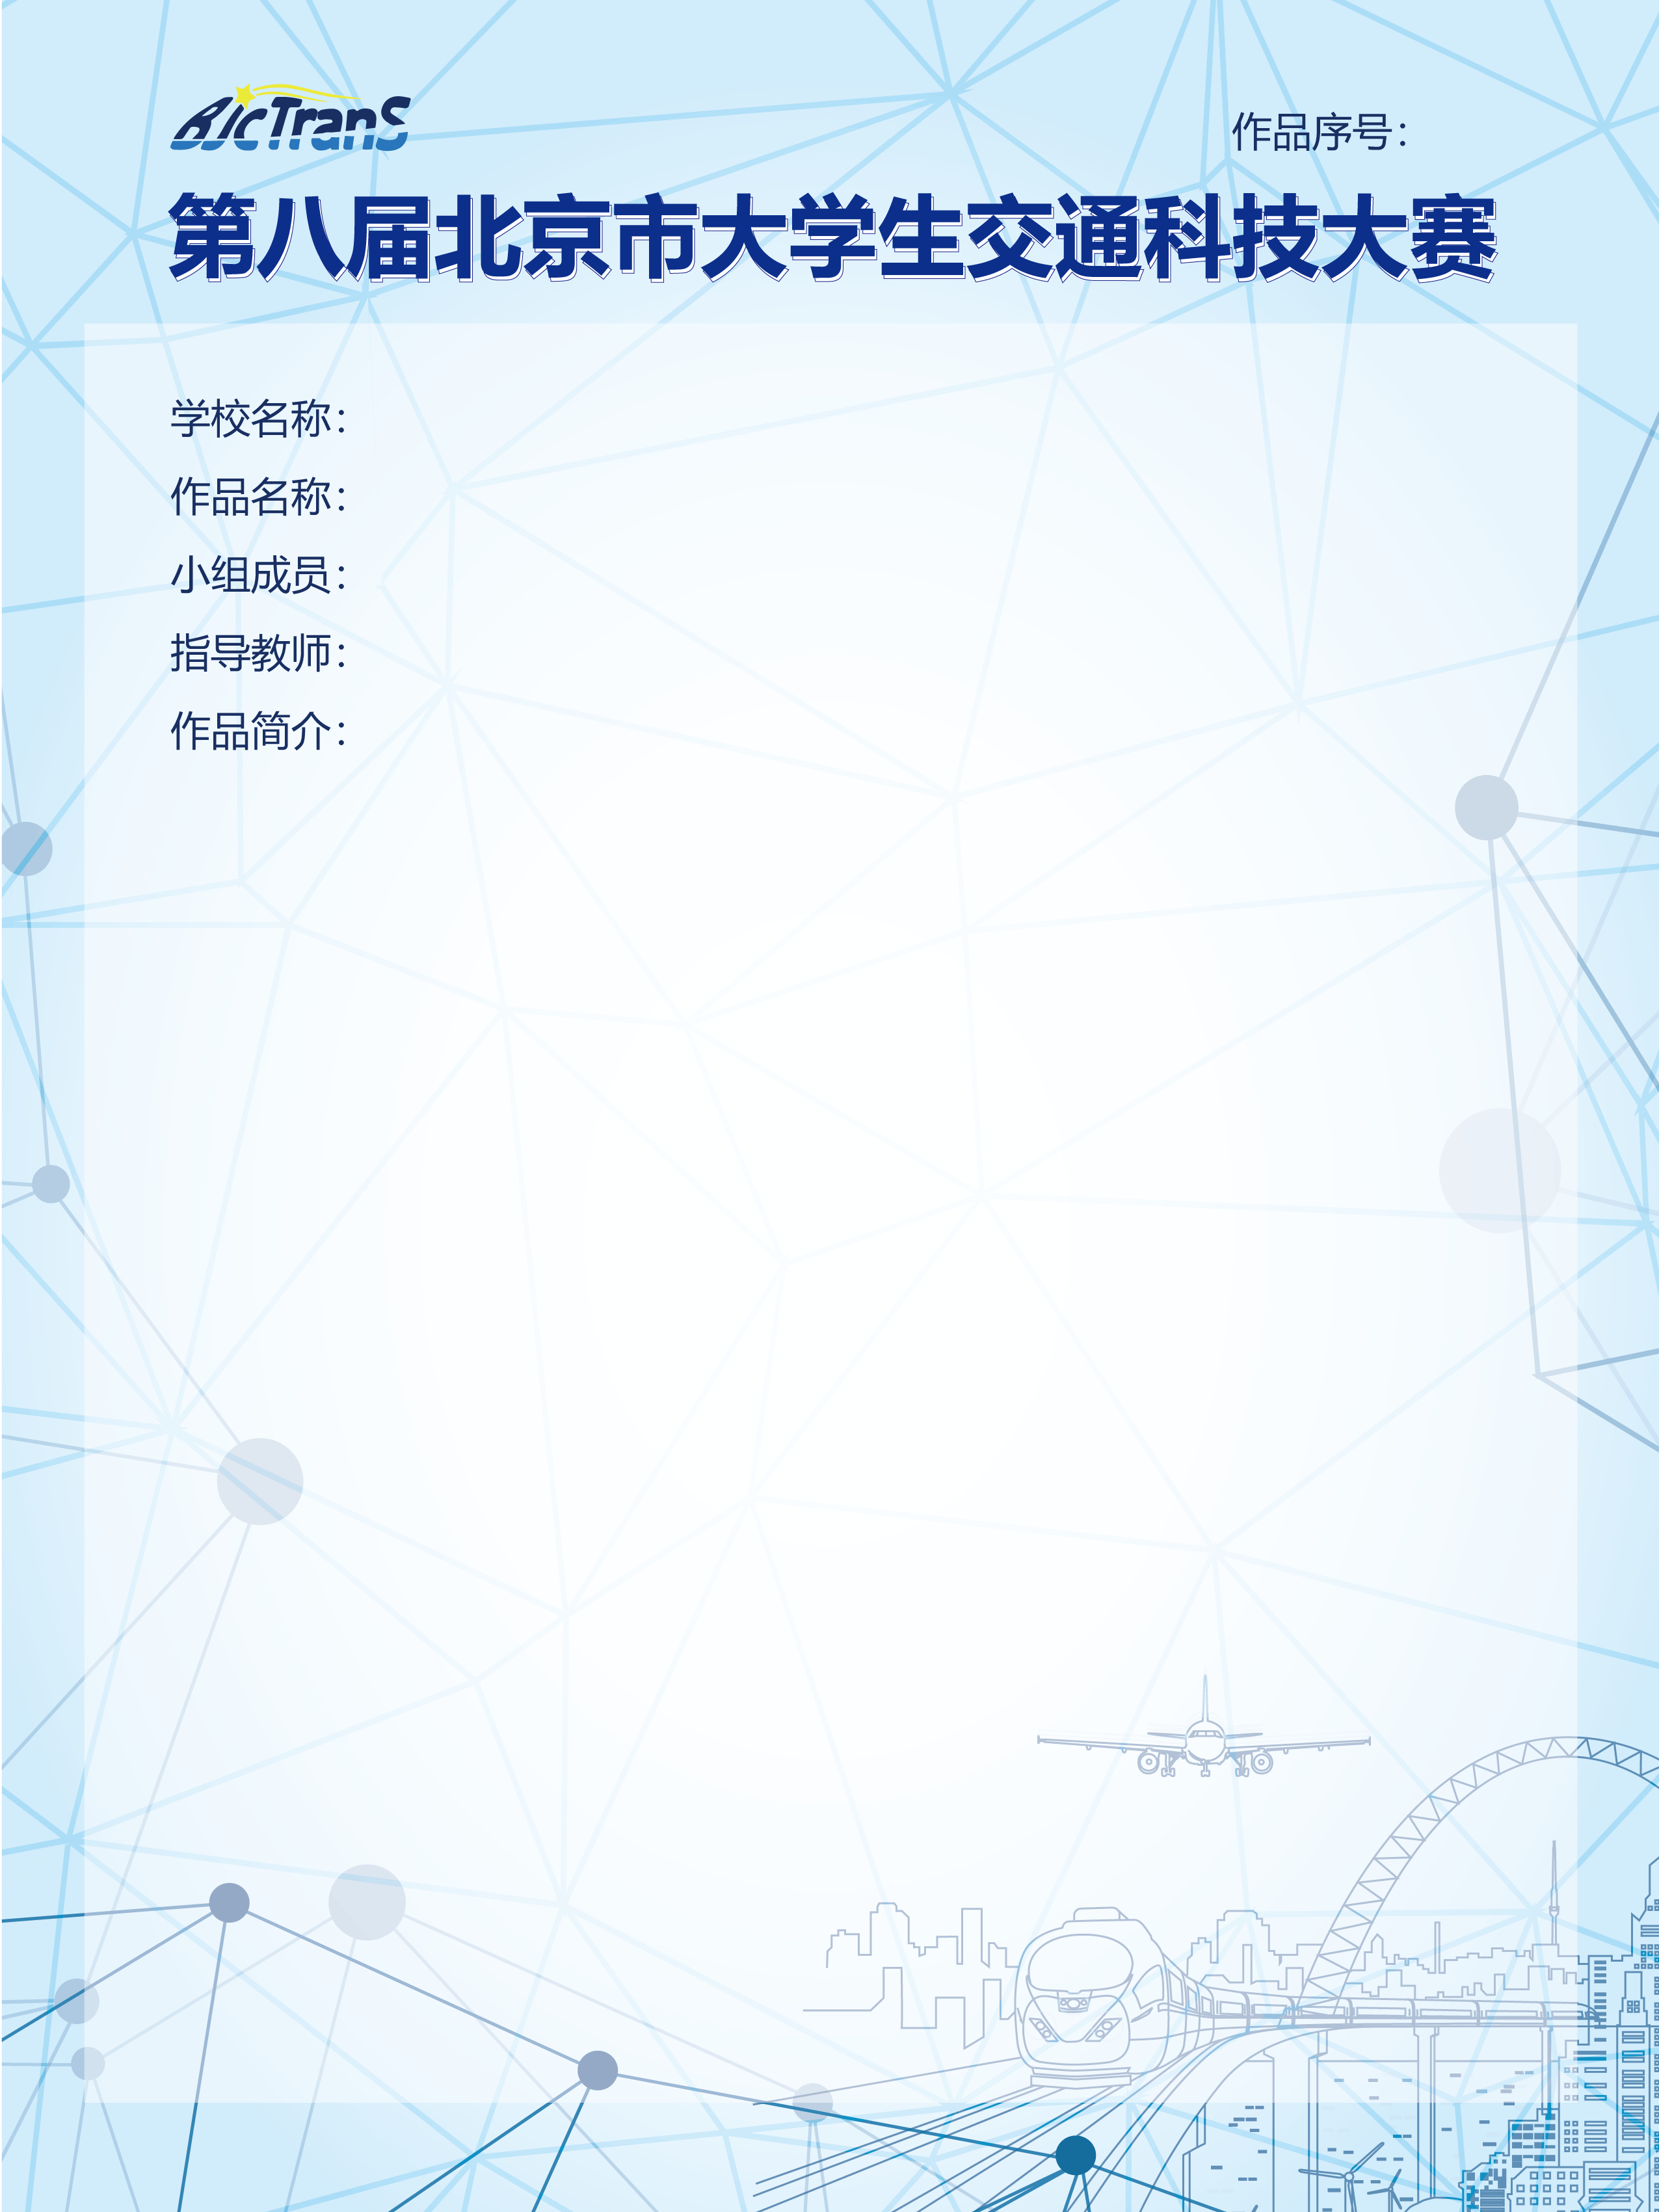 BicTranS
作品序号：
第八届北京市大学生交通科技大赛
学校名称：
作品名称：
小组成员：
指导教师：
作品简介：